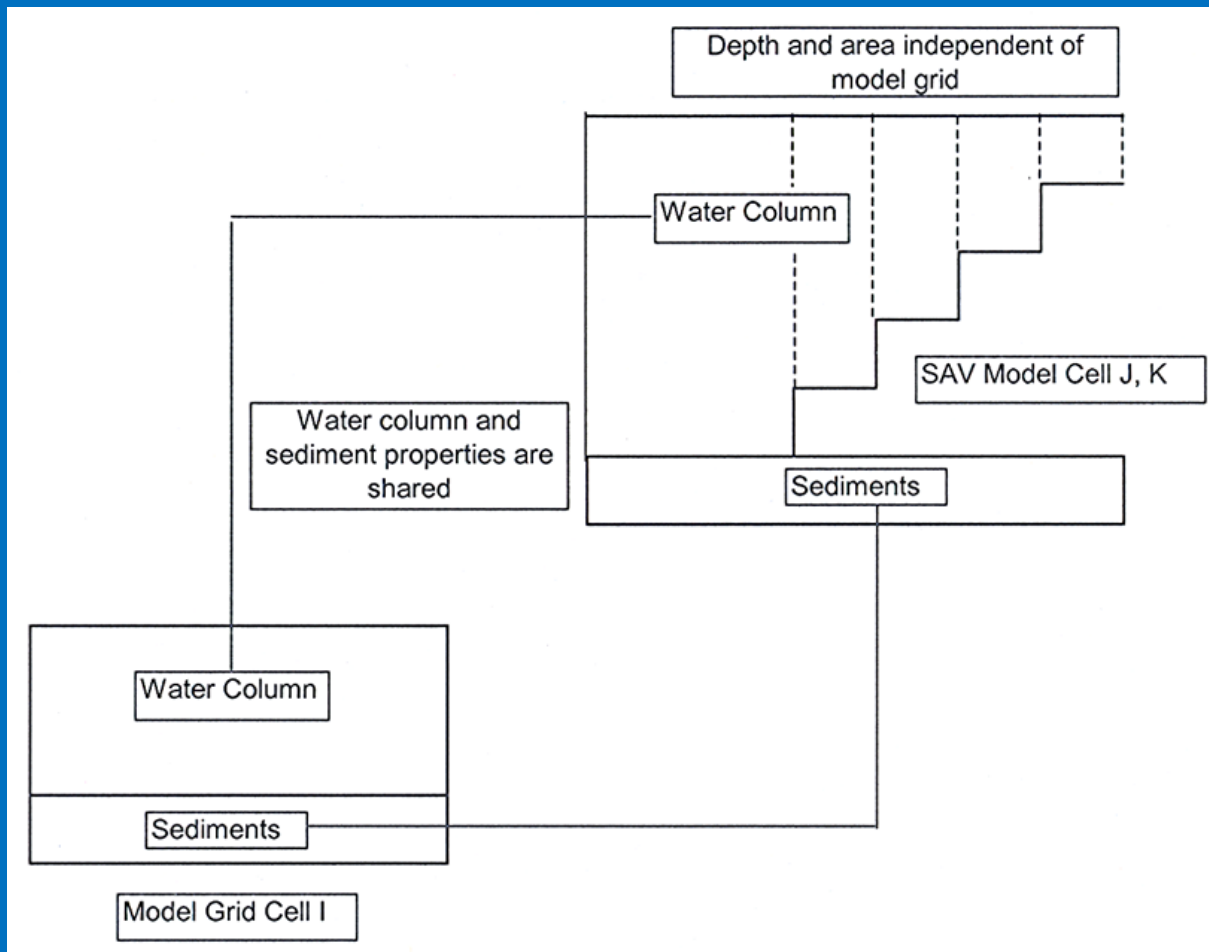 Depth and area independent of
model grid
Water Column
SAV Model Cell J, K
Water column and
sediment properties are
shared
Sediments
Water Column
Sediments
Model Grid Cell I